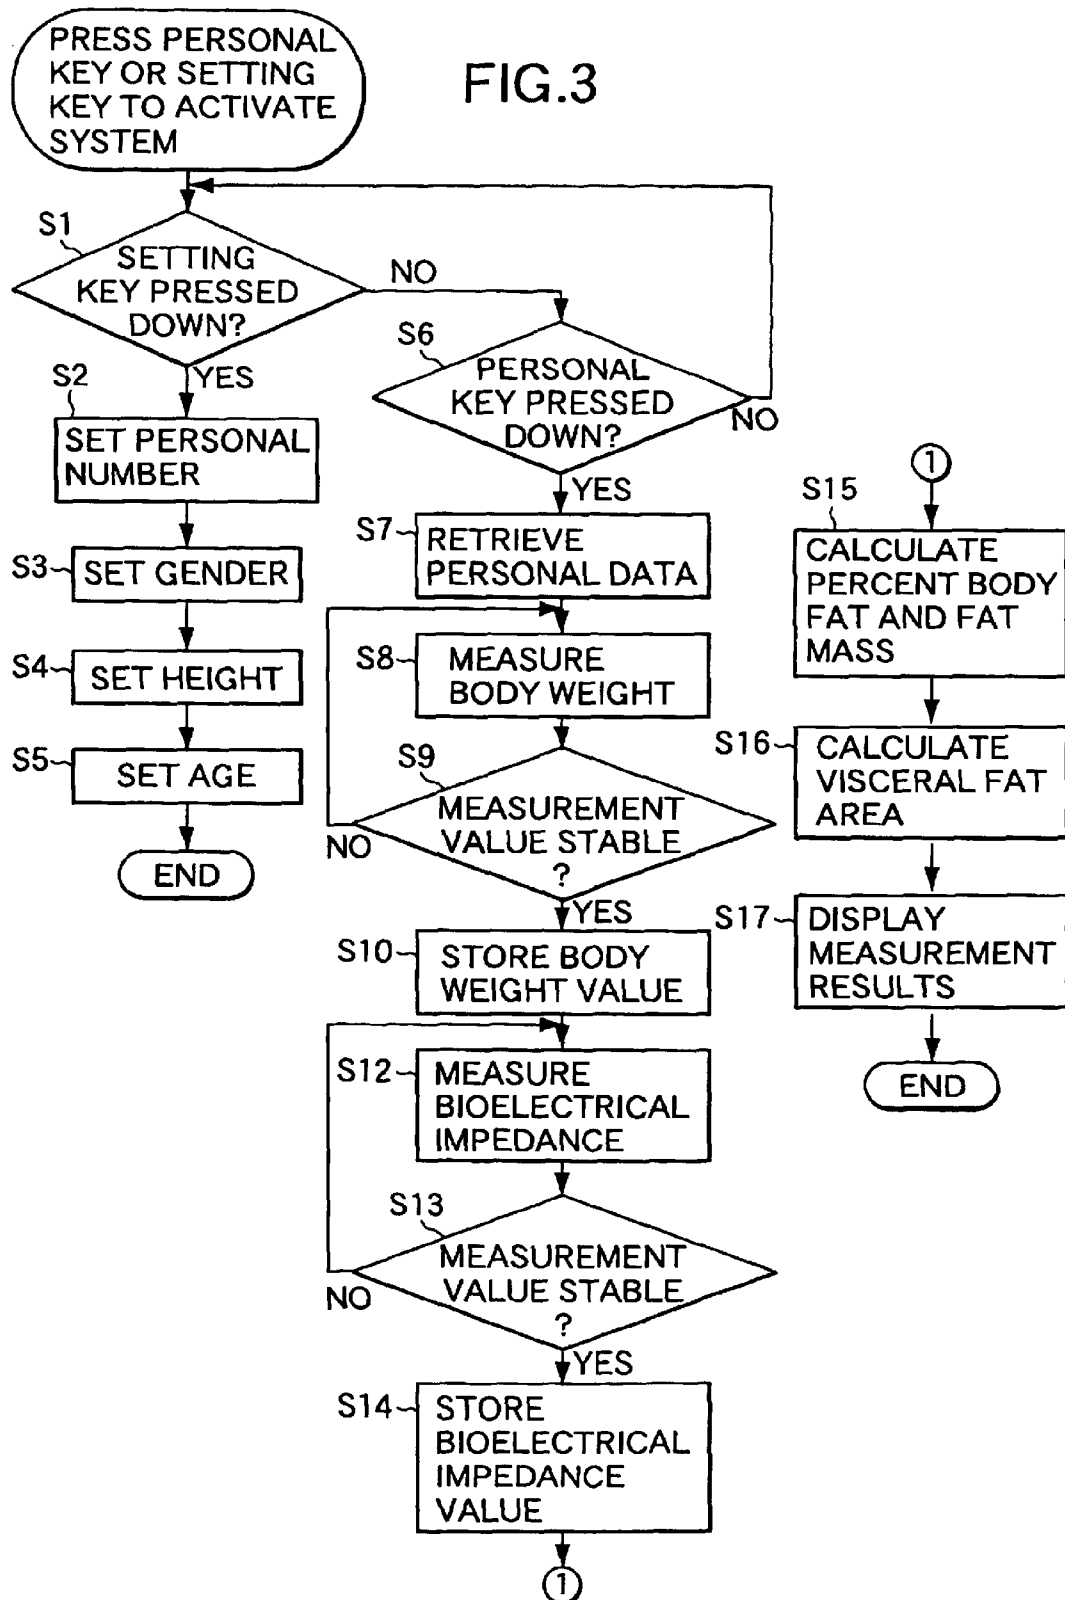 PRESS PERSONAL
KEY OR SETTING
KEY TO ACTIVATE
SYSTEM
FIG.3
S1
SETTING
KEY PRESSED
DOWN?
NO
YES
S2
SET PERSONAL
NUMBER
S3
SET GENDER
S4
SET HEIGHT
S5
SET AGE
END
S6
PERSONAL
KEY PRESSED
DOWN?
NO
YES
S7
RETRIEVE
PERSONAL DATA
S8
MEASURE
BODY WEIGHT
S9
MEASUREMENT
VALUE STABLE
?
NO
YES
S10
STORE BODY
WEIGHT VALUE
S12
MEASURE
BIOELECTRICAL
IMPEDANCE
S13
MEASUREMENT
VALUE STABLE
?
NO
YES
S14
STORE
BIOELECTRICAL
IMPEDANCE
VALUE
1
1
S15
CALCULATE
PERCENT BODY
FAT AND FAT
MASS
S16
CALCULATE
VISCERAL FAT
AREA
S17
DISPLAY
MEASUREMENT
RESULTS
END